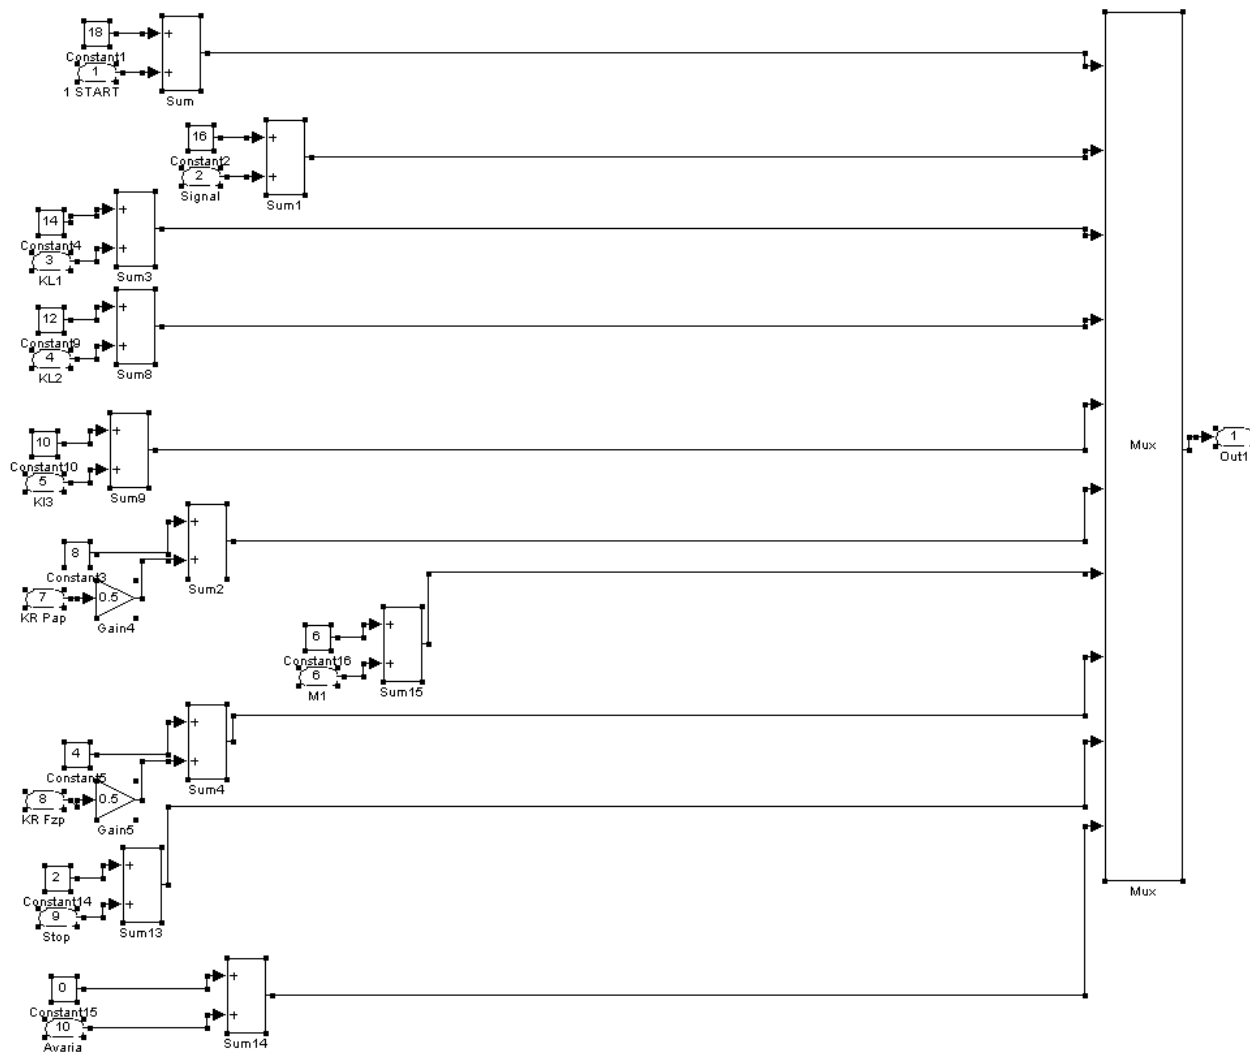 18
+
Constant1
1
+
1 START
Sum
16
+
Constant2
2
+
Signal
Sum1
14
+
Constant4
3
+
KL1
Sum3
12
+
Constant9
4
+
KL2
Sum8
10
+
Constant10
5
+
KI3
Sum9
8
+
Constant3
7
0.5
+
KR Pap
Gain4
Sum2
6
+
Constant16
6
+
M1
Sum15
4
+
Constant5
8
0.5
+
KR Fzp
Gain5
Sum4
2
+
Constant14
9
+
Stop
Sum13
0
+
Constant15
10
+
Avaria
Sum14
Mux
Mux
1
Out1